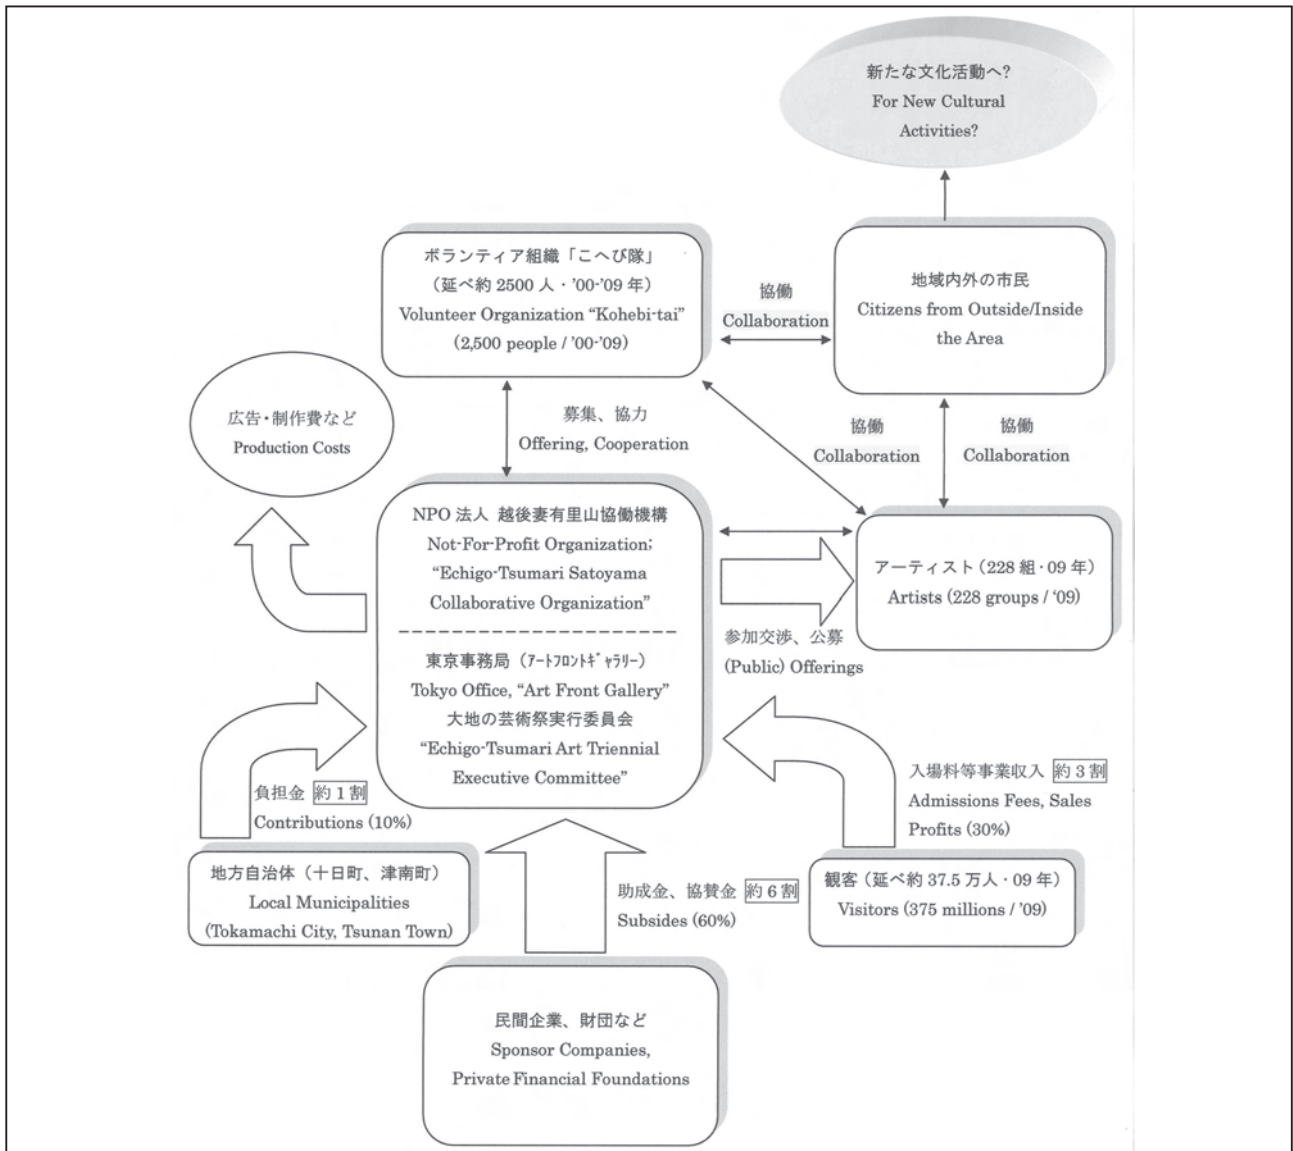 新たな文化活動へ?
For New Cultural
Activities?
ボランティア組織「こへび隊」
（延べ約 2500 人・'00-'09 年）
Volunteer Organization “Kohebi-tai”
(2,500 people / '00-'09)
協働
Collaboration
地域内外の市民
Citizens from Outside/Inside
the Area
広告・制作費など
Production Costs
募集、協力
Offering, Cooperation
協働
Collaboration
協働
Collaboration
NPO 法人 越後妻有里山協働機構
Not-For-Profit Organization;
“Echigo-Tsumari Satoyama
Collaborative Organization”
東京事務局（ｱｰﾄﾌﾛﾝﾄｷﾞｬﾗﾘｰ）
Tokyo Office, “Art Front Gallery”
大地の芸術祭実行委員会
“Echigo-Tsumari Art Triennial
Executive Committee”
アーティスト（228 組・09 年）
Artists (228 groups / ‘09)
参加交渉、公募
(Public) Offerings
負担金 約 1 割
Contributions (10%)
入場料等事業収入 約 3 割
Admissions Fees, Sales
Profits (30%)
地方自治体（十日町、津南町）
Local Municipalities
(Tokamachi City, Tsunan Town)
助成金、協賛金 約 6 割
Subsides (60%)
観客（延べ約 37.5 万人・09 年）
Visitors (375 millions / '09)
民間企業、財団など
Sponsor Companies,
Private Financial Foundations